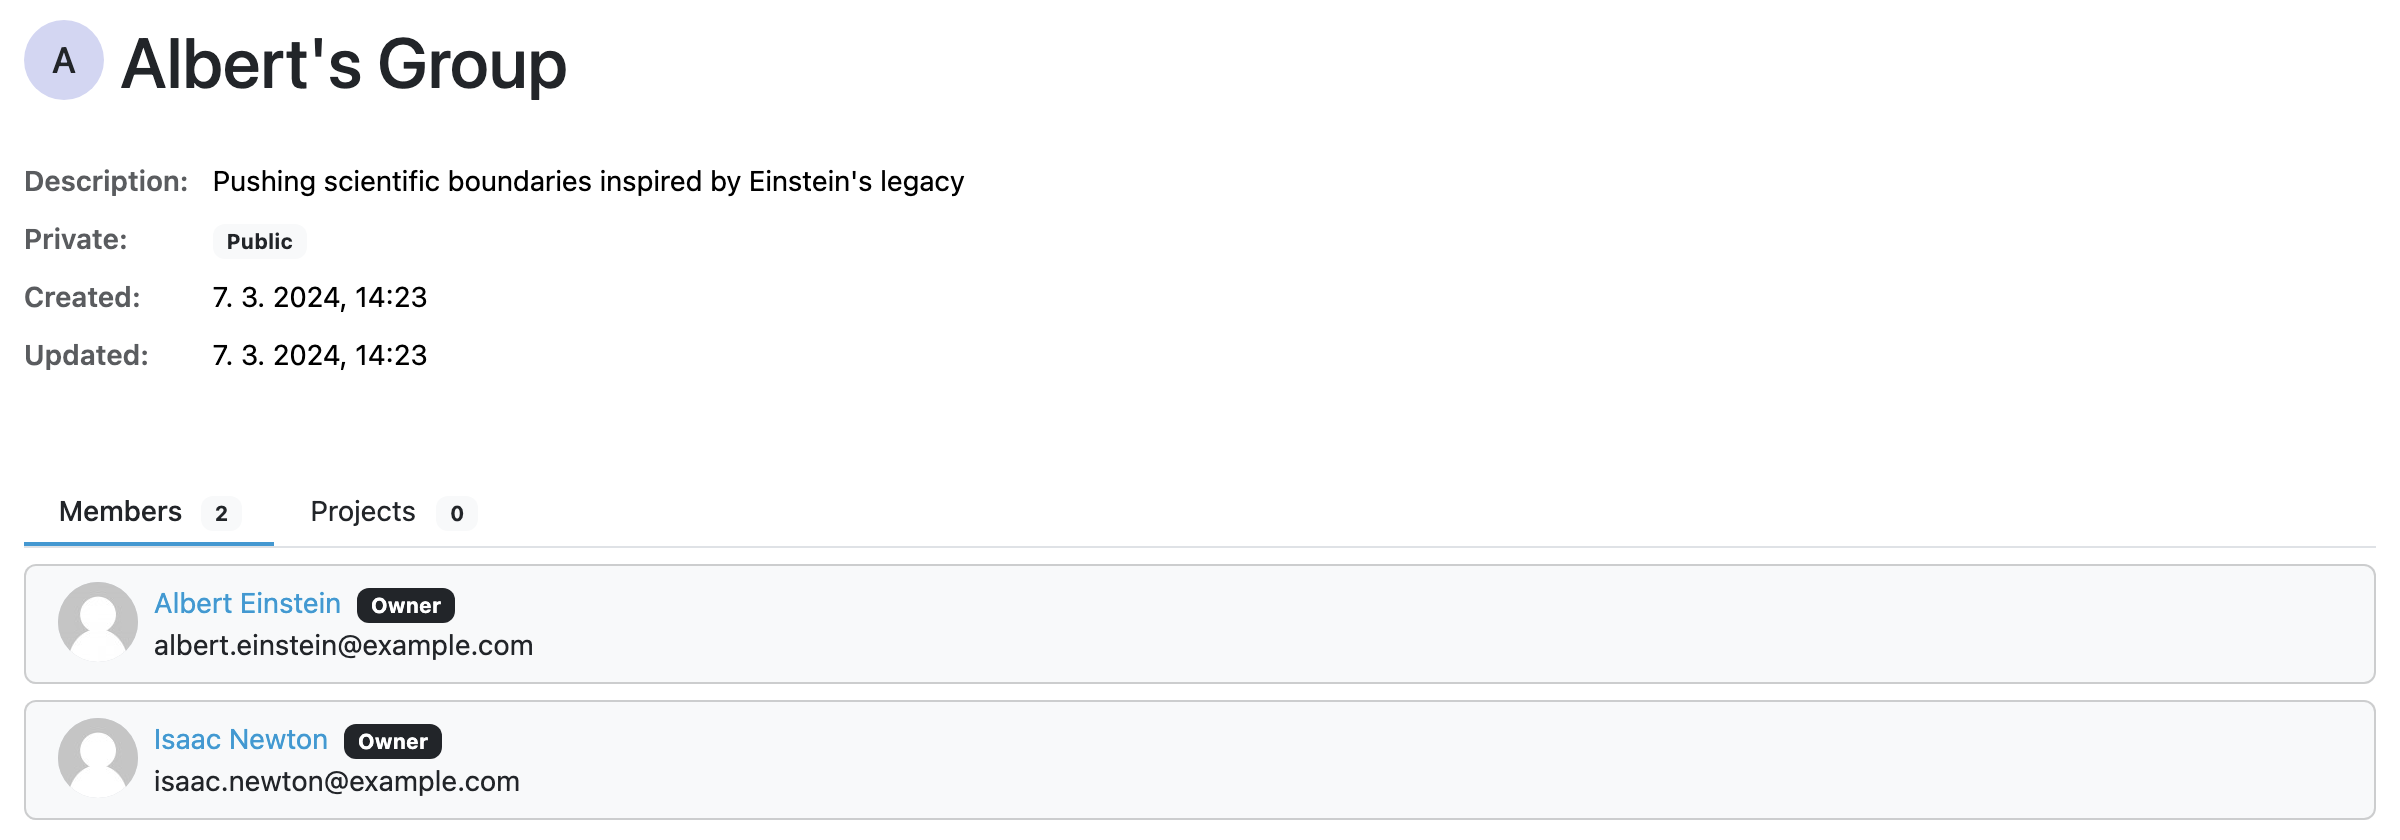 A Albert's Group
Description: Pushing scientific boundaries inspired by Einstein's legacy
Private: Public
Created: 7. 3. 2024, 14:23
Updated: 7. 3. 2024, 14:23
Members 2 Projects 0
Albert Einstein Owner
albert.einstein@example.com
Isaac Newton Owner
isaac.newton@example.com